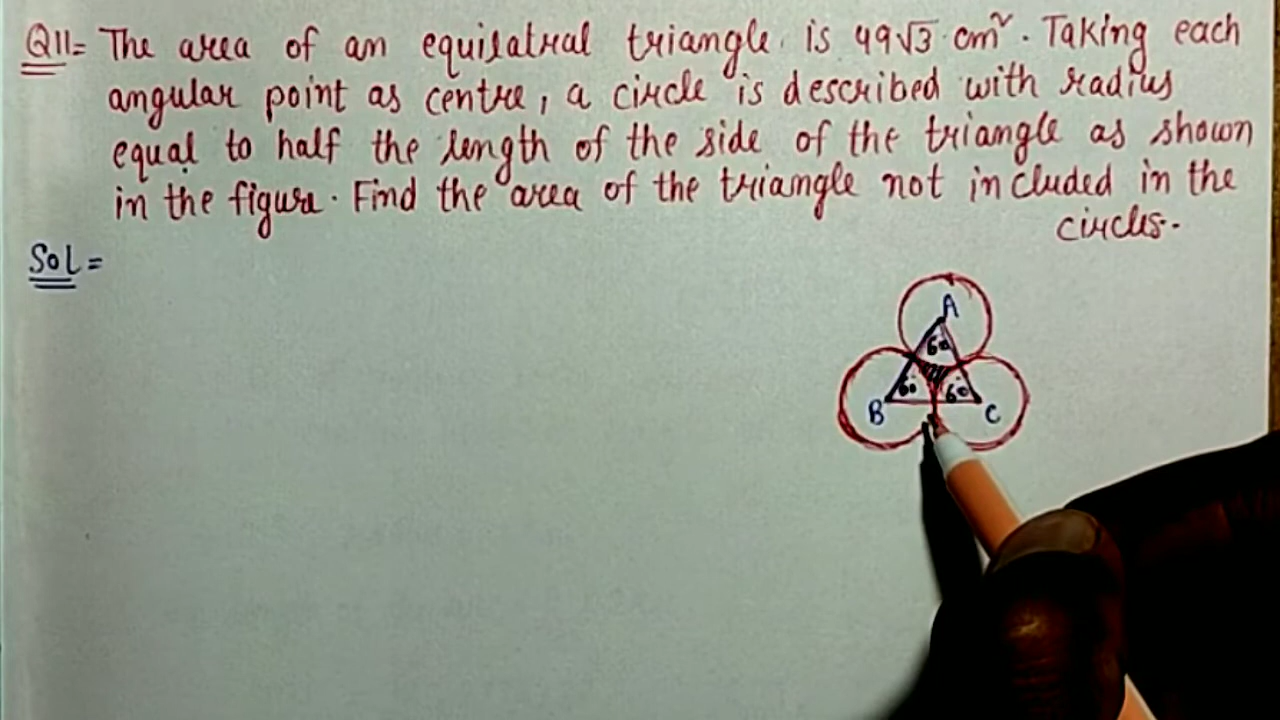 Q11= The area of an equilatral triangle is 49√3 cm². Taking each
angular point as centre, a circle is described with radius
equal to half the length of the side of the triangle as shown
in the figure. Find the area of the triangle not included in the
circles.
Sol=
A
60
60
60
B
C